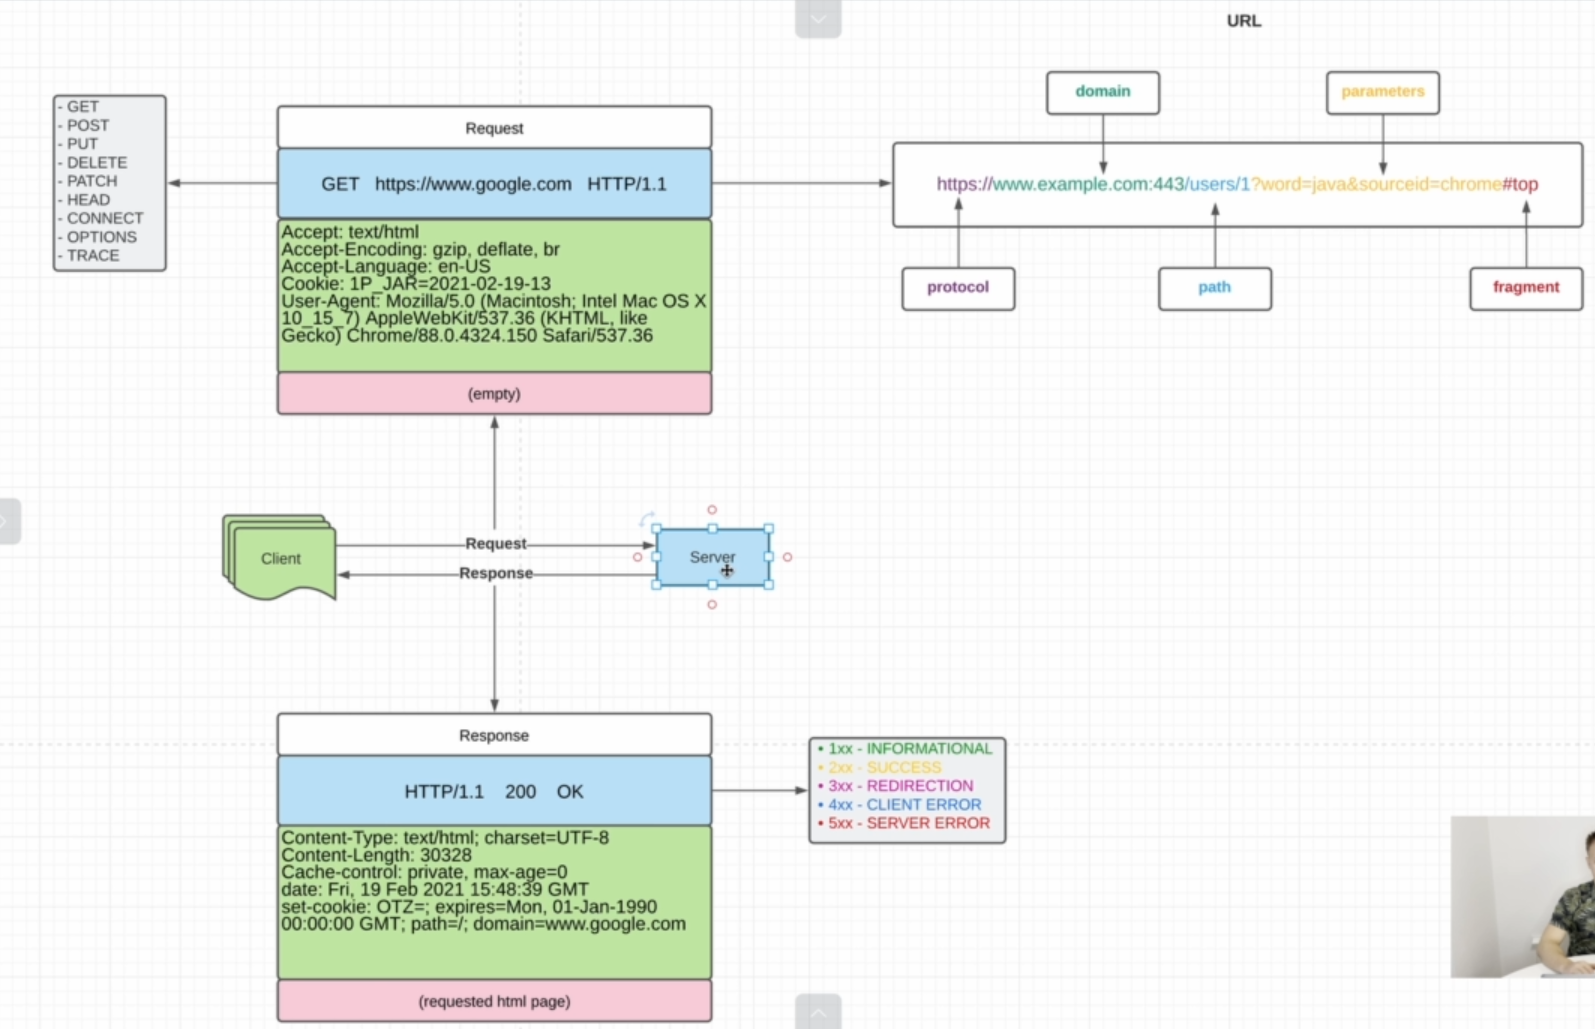 URL
domain
parameters
https://www.example.com:443/users/1?word=java&sourceid=chrome#top
protocol
path
fragment
- GET
- POST
- PUT
- DELETE
- PATCH
- HEAD
- CONNECT
- OPTIONS
- TRACE
Request
GET https://www.google.com HTTP/1.1
Accept: text/html
Accept-Encoding: gzip, deflate, br
Accept-Language: en-US
Cookie: 1P_JAR=2021-02-19-13
User-Agent: Mozilla/5.0 (Macintosh; Intel Mac OS X
10_15_7) AppleWebKit/537.36 (KHTML, like
Gecko) Chrome/88.0.4324.150 Safari/537.36
(empty)
Client
Request
Response
Server
Response
HTTP/1.1 200 OK
Content-Type: text/html; charset=UTF-8
Content-Length: 30328
Cache-control: private, max-age=0
date: Fri, 19 Feb 2021 15:48:39 GMT
set-cookie: OTZ=; expires=Mon, 01-Jan-1990
00:00:00 GMT; path=/; domain=www.google.com
(requested html page)
• 1xx - INFORMATIONAL
• 2xx - SUCCESS
• 3xx - REDIRECTION
• 4xx - CLIENT ERROR
• 5xx - SERVER ERROR